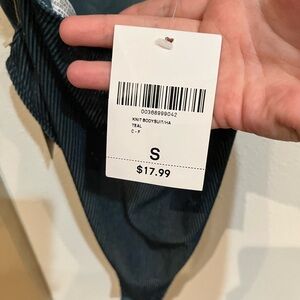 00368999042
KNIT BODYSUIT/HA
TEAL
C - F
S
$17.99